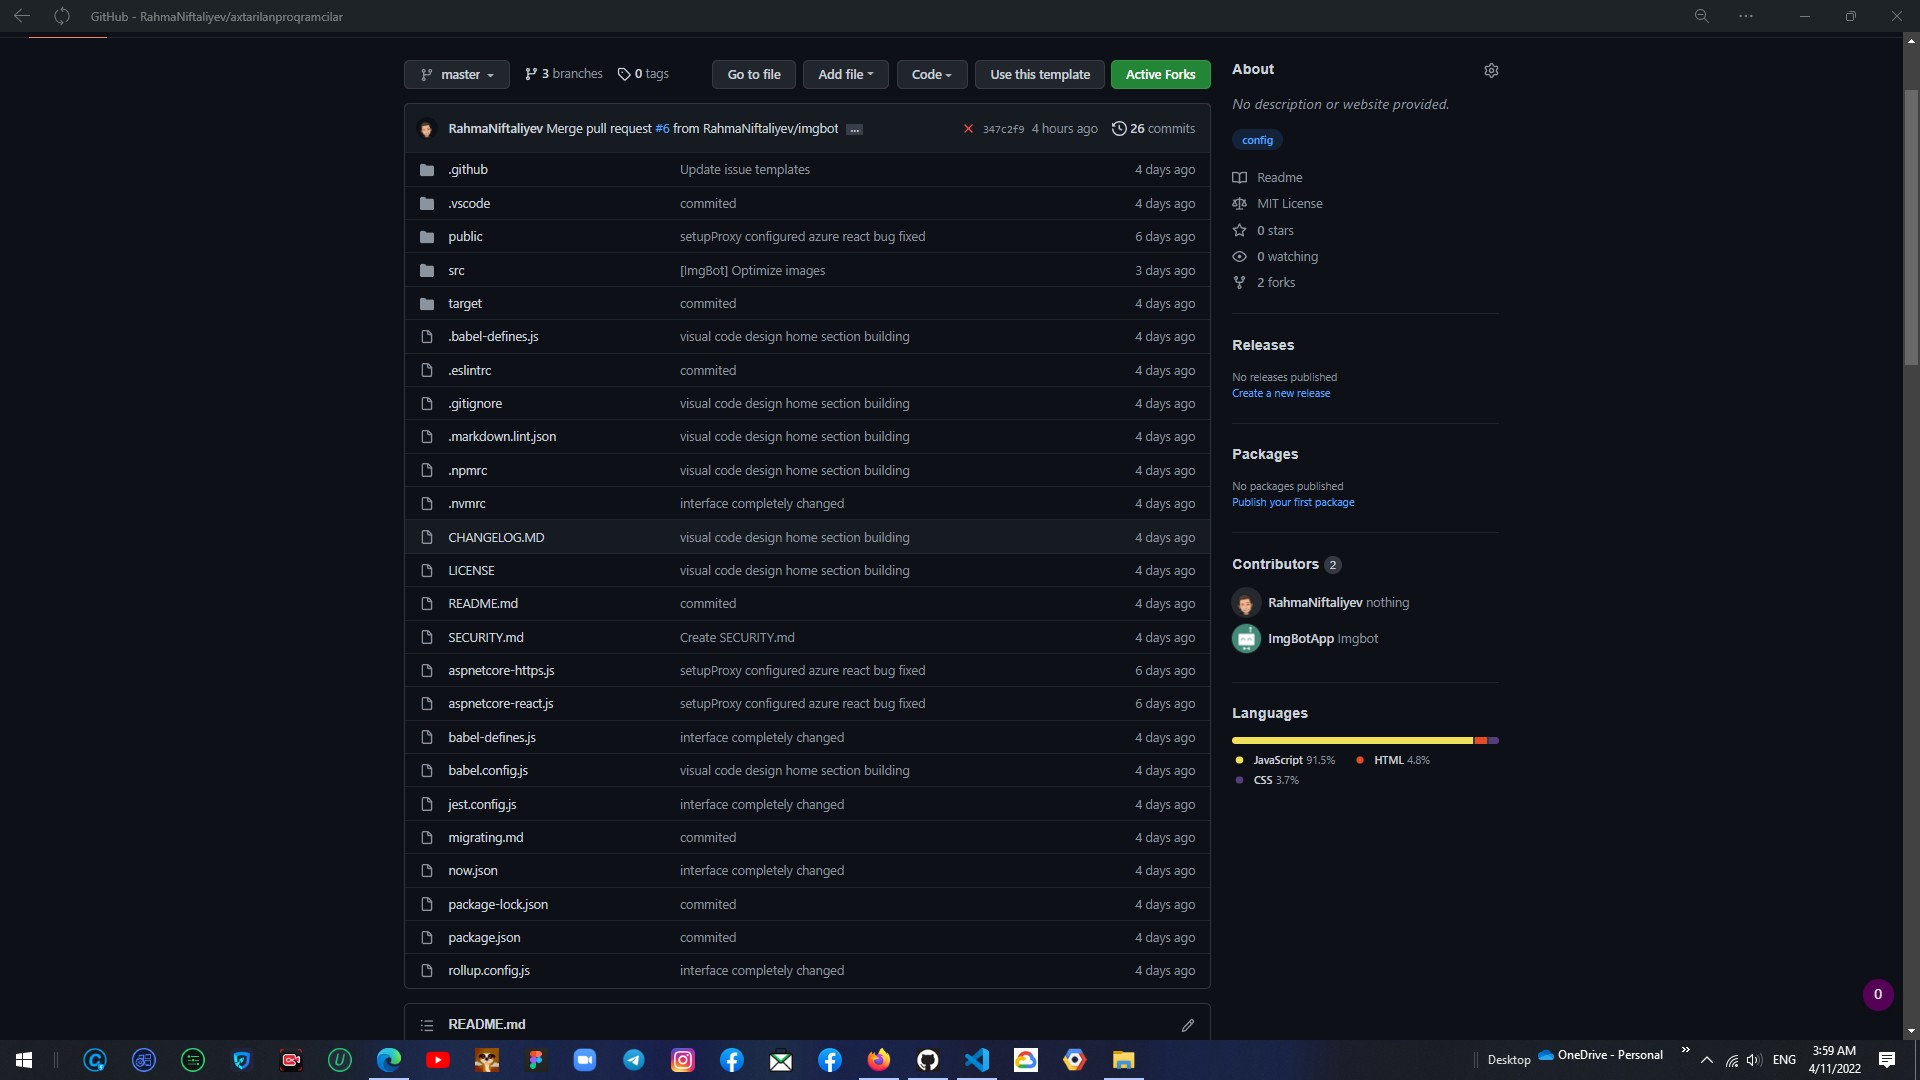 GitHub - RahmaNiftaliyev/axtarilanproqramcilar
master 3 branches 0 tags Go to file Add file Code Use this template Active Forks
RahmaNiftaliyev Merge pull request #6 from RahmaNiftaliyev/imgbot ... 347c2f9 4 hours ago 26 commits
.github Update issue templates 4 days ago
.vscode commited 4 days ago
public setupProxy configured azure react bug fixed 6 days ago
src [ImgBot] Optimize images 3 days ago
target commited 4 days ago
.babel-defines.js visual code design home section building 4 days ago
.eslintrc commited 4 days ago
.gitignore visual code design home section building 4 days ago
.markdown.lint.json visual code design home section building 4 days ago
.npmrc visual code design home section building 4 days ago
.nvmrc interface completely changed 4 days ago
CHANGELOG.MD visual code design home section building 4 days ago
LICENSE visual code design home section building 4 days ago
README.md commited 4 days ago
SECURITY.md Create SECURITY.md 4 days ago
aspnetcore-https.js setupProxy configured azure react bug fixed 6 days ago
aspnetcore-react.js setupProxy configured azure react bug fixed 6 days ago
babel-defines.js interface completely changed 4 days ago
babel.config.js visual code design home section building 4 days ago
jest.config.js interface completely changed 4 days ago
migrating.md commited 4 days ago
now.json interface completely changed 4 days ago
package-lock.json commited 4 days ago
package.json commited 4 days ago
rollup.config.js interface completely changed 4 days ago
README.md
About
No description or website provided.
config
Readme
MIT License
0 stars
0 watching
2 forks
Releases
No releases published
Create a new release
Packages
No packages published
Publish your first package
Contributors 2
RahmaNiftaliyev nothing
ImgBotApp Imgbot
Languages
JavaScript 91.5% HTML 4.8%
CSS 3.7%
0
Desktop OneDrive - Personal ENG 3:59 AM
4/11/2022